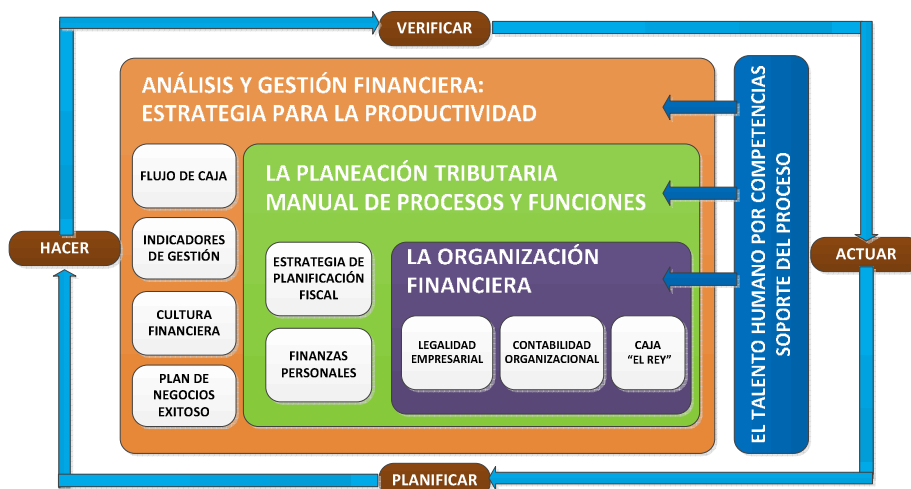 VERIFICAR
ANÁLISIS Y GESTIÓN FINANCIERA:
ESTRATEGIA PARA LA PRODUCTIVIDAD
FLUJO DE CAJA
INDICADORES
DE GESTIÓN
CULTURA
FINANCIERA
PLAN DE
NEGOCIOS
EXITOSO
LA PLANEACIÓN TRIBUTARIA
MANUAL DE PROCESOS Y FUNCIONES
ESTRATEGIA DE
PLANIFICACIÓN
FISCAL
FINANZAS
PERSONALES
LA ORGANIZACIÓN
FINANCIERA
LEGALIDAD
EMPRESARIAL
CONTABILIDAD
ORGANIZACIONAL
CAJA
“EL REY”
EL TALENTO HUMANO POR COMPETENCIAS
SOPORTE DEL PROCESO
HACER
ACTUAR
PLANIFICAR